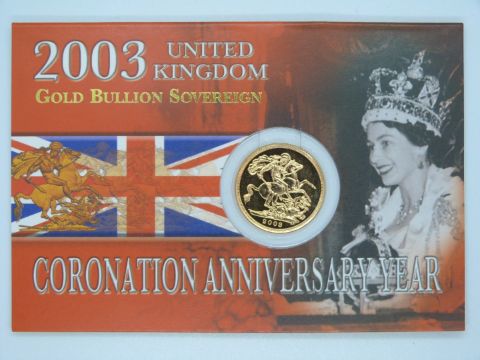 2003 UNITED KINGDOM
GOLD BULLION SOVEREIGN
2003
CORONATION ANNIVERSARY YEAR